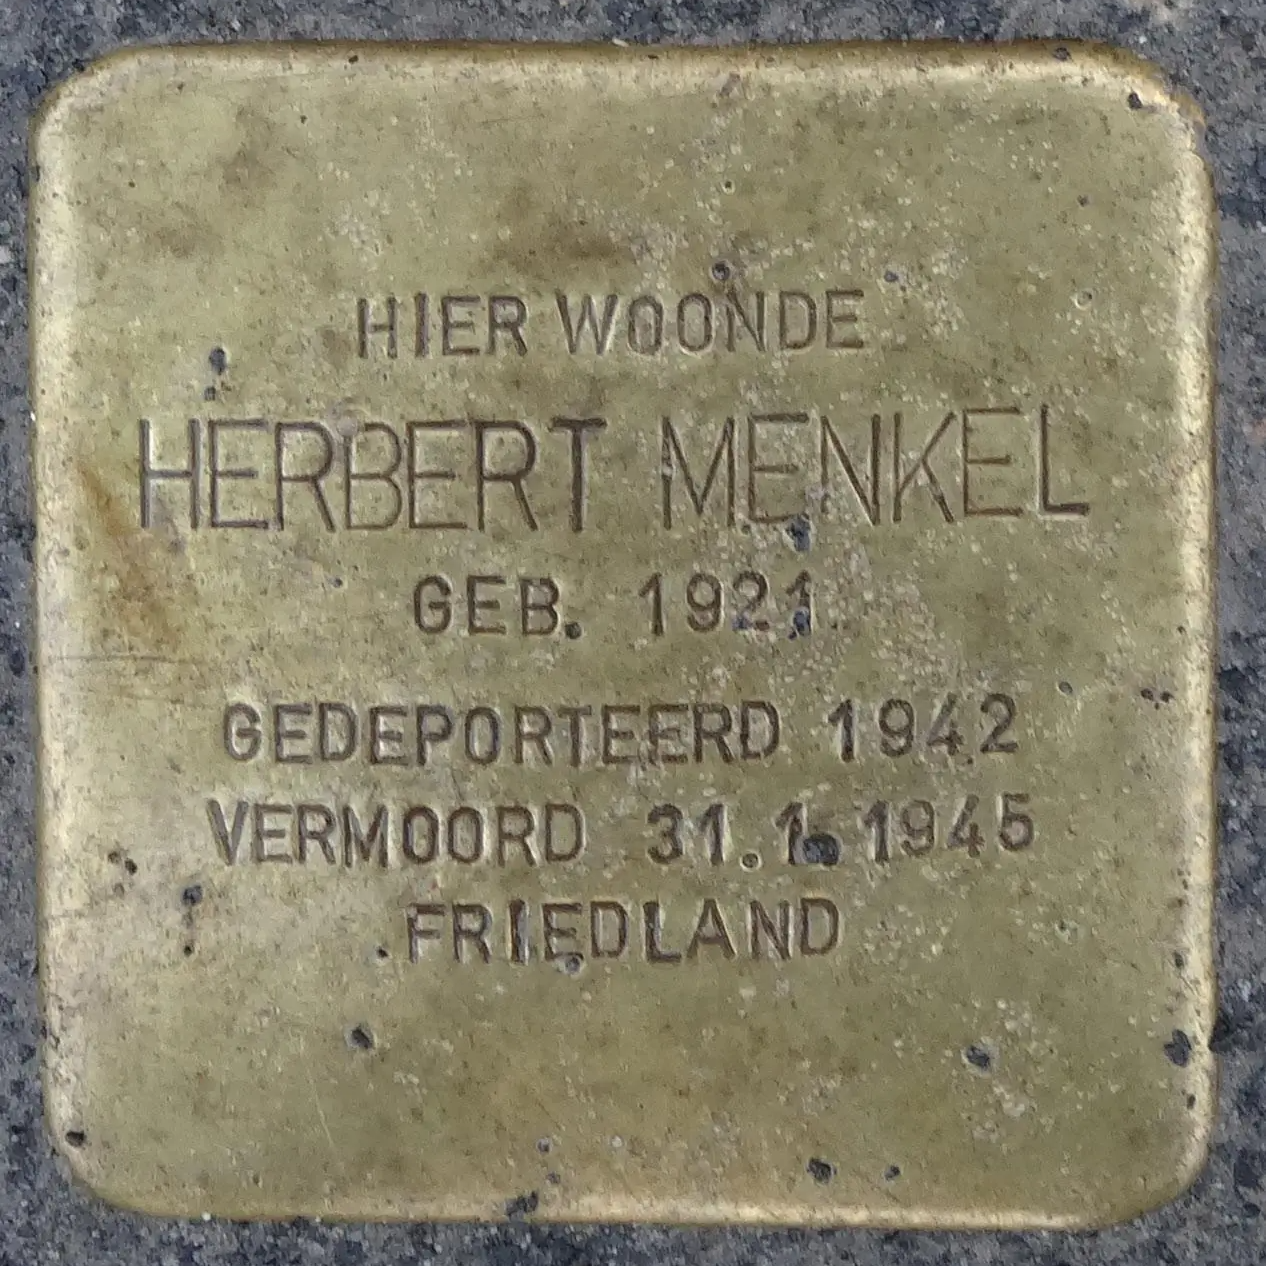 HIER WOONDE
HERBERT MENKEL
GEB. 1921
GEDEPORTEERD 1942
VERMOORD 31.1.1945
FRIEDLAND